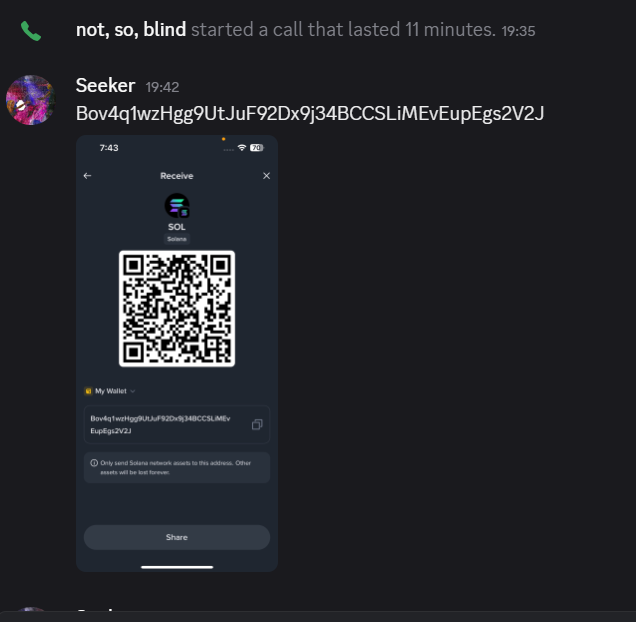 not, so, blind started a call that lasted 11 minutes. 19:35
Seeker 19:42
Bov4q1wzHgg9UtJuF92Dx9j34BCCSLiMEvEupEgs2V2J
7:43
70
Receive
SOL
Solana
My Wallet
Bov4q1wzHgg9UtJuF92Dx9j34BCCSLiMEv
EupEgs2V2J
Only send Solana network assets to this address. Other
assets will be lost forever.
Share